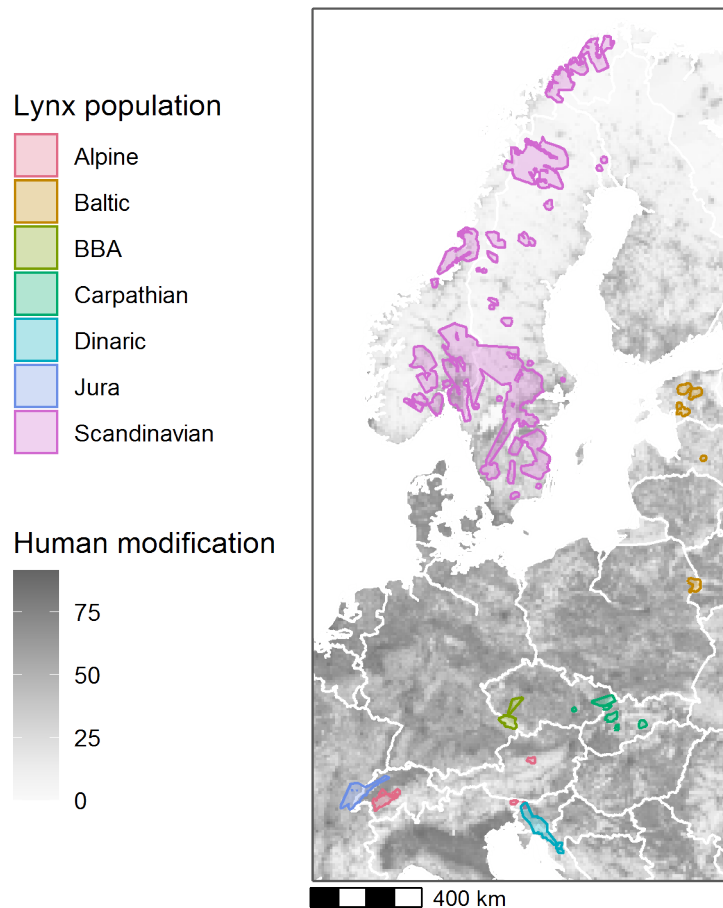 Lynx population
Alpine
Baltic
BBA
Carpathian
Dinaric
Jura
Scandinavian
Human modification
75
50
25
0
400 km